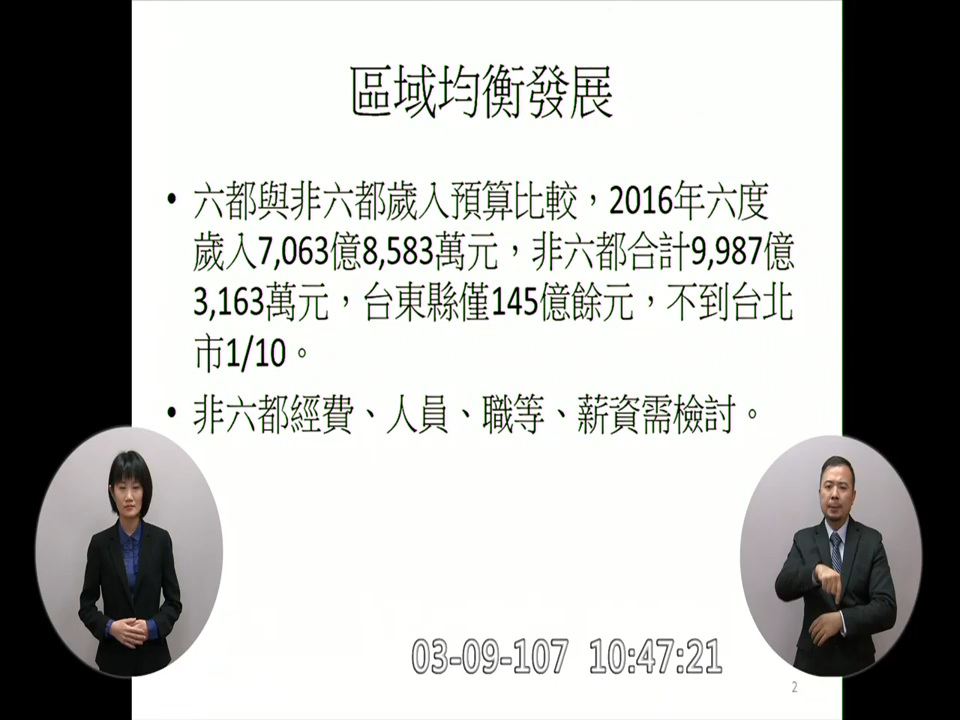 區域均衡發展
• 六都與非六都歲入預算比較，2016年六度
歲入7,063億8,583萬元，非六都合計9,987億
3,163萬元，台東縣僅145億餘元，不到台北
市1/10。
• 非六都經費、人員、職等、薪資需檢討。
03-09-107 10:47:21
2